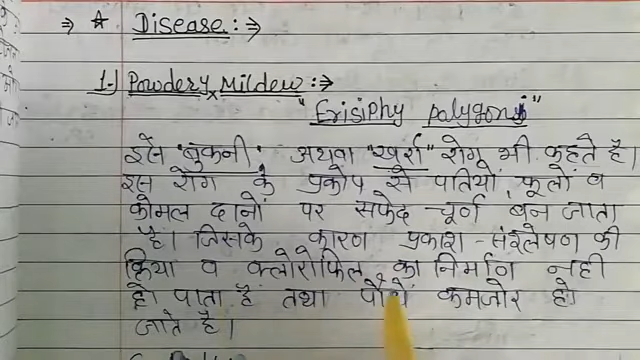 ⇒ * Disease :⇒
1-) Powdery Mildew :⇒
"Erisiphy polygoni"
इसे "बुकनी" अथवा "खर्रा" रोग भी कहते है।
इस रोग के प्रकोप से पतियों, फूलों व
कोमल दानों पर सफेद चूर्ण बन जाता
है। जिसके कारण प्रकाश-संश्लेषण की
क्रिया व क्लोरोफिल का निर्माण नही
हो पाता है तथा पौधें कमजोर हो
जाते है।